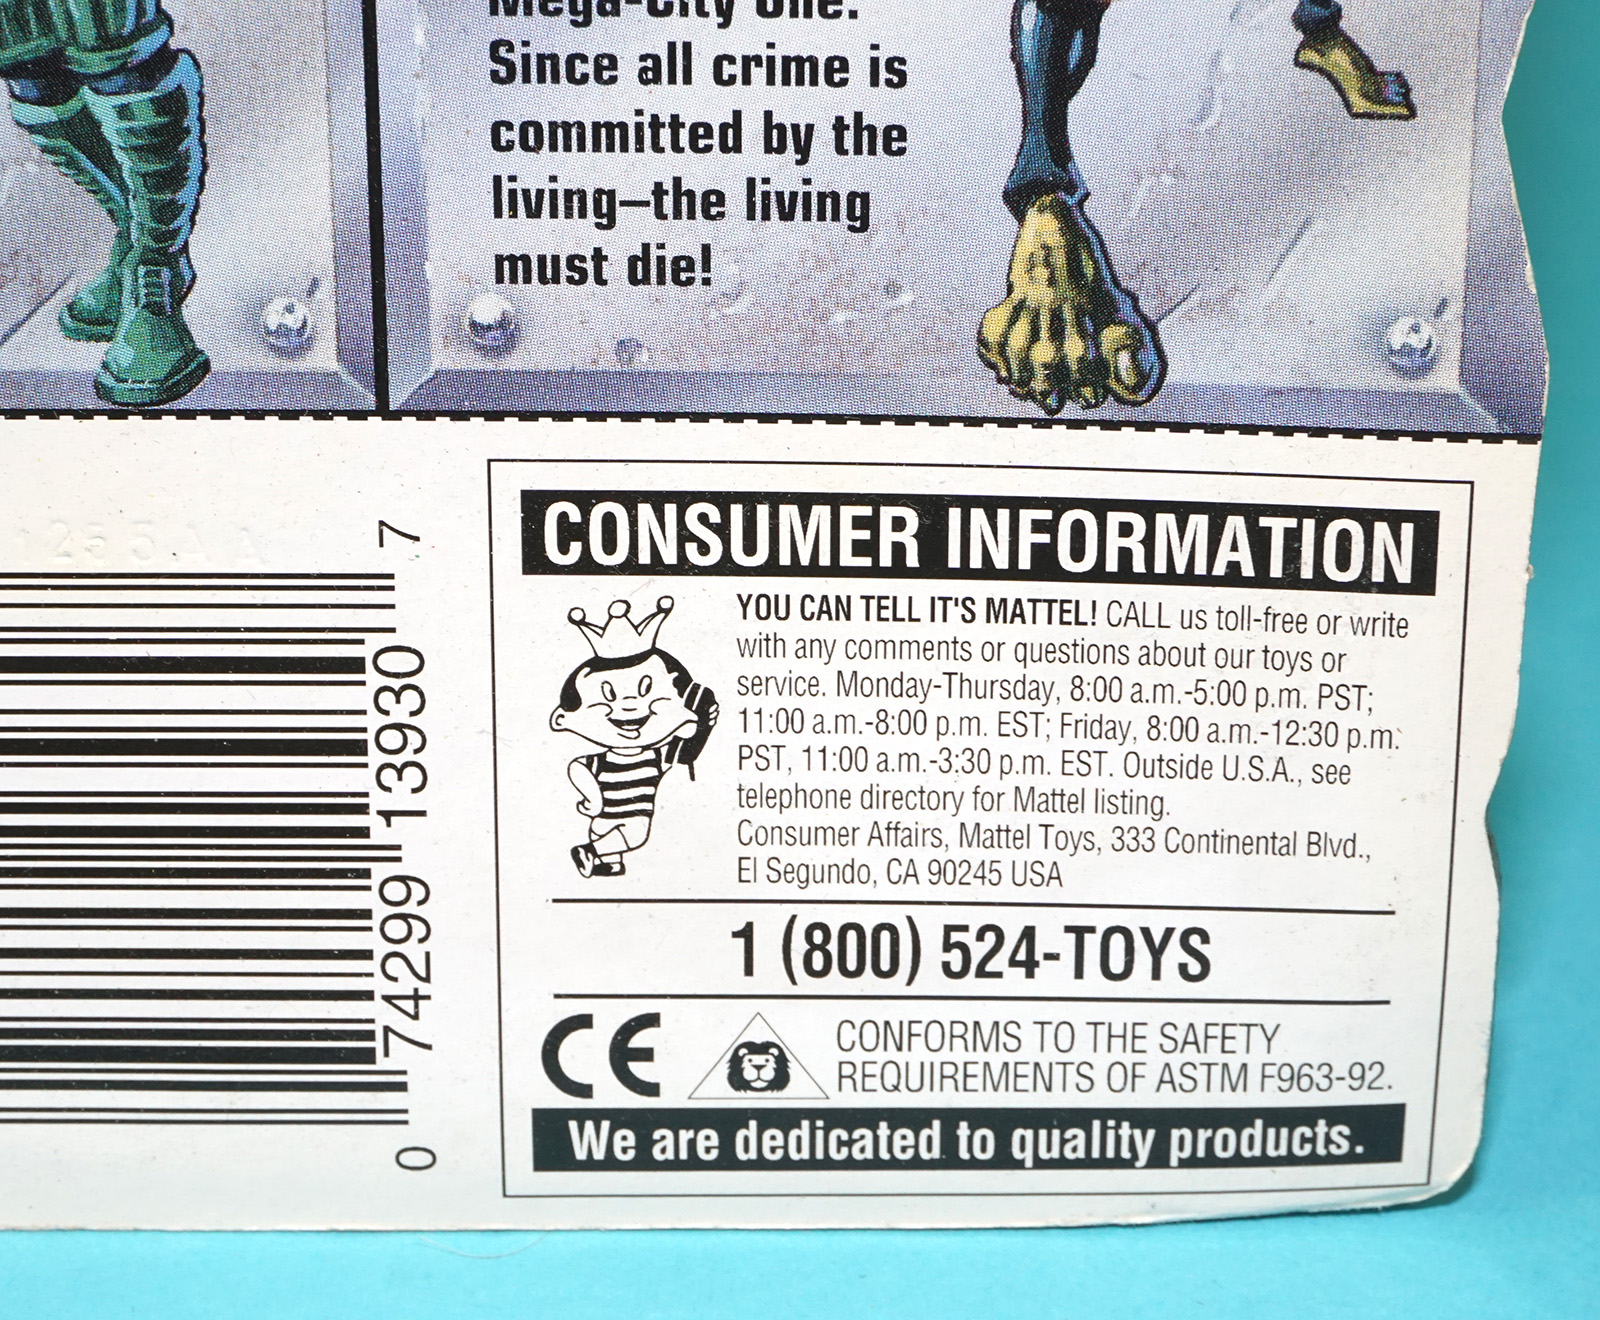 Mega-City One.
Since all crime is
committed by the
living—the living
must die!
0 74299 13930 7
CONSUMER INFORMATION
YOU CAN TELL IT'S MATTEL! CALL us toll-free or write
with any comments or questions about our toys or
service. Monday-Thursday, 8:00 a.m.-5:00 p.m. PST;
11:00 a.m.-8:00 p.m. EST; Friday, 8:00 a.m.-12:30 p.m.
PST, 11:00 a.m.-3:30 p.m. EST. Outside U.S.A., see
telephone directory for Mattel listing.
Consumer Affairs, Mattel Toys, 333 Continental Blvd.,
El Segundo, CA 90245 USA
1 (800) 524-TOYS
CE
CONFORMS TO THE SAFETY
REQUIREMENTS OF ASTM F963-92.
We are dedicated to quality products.